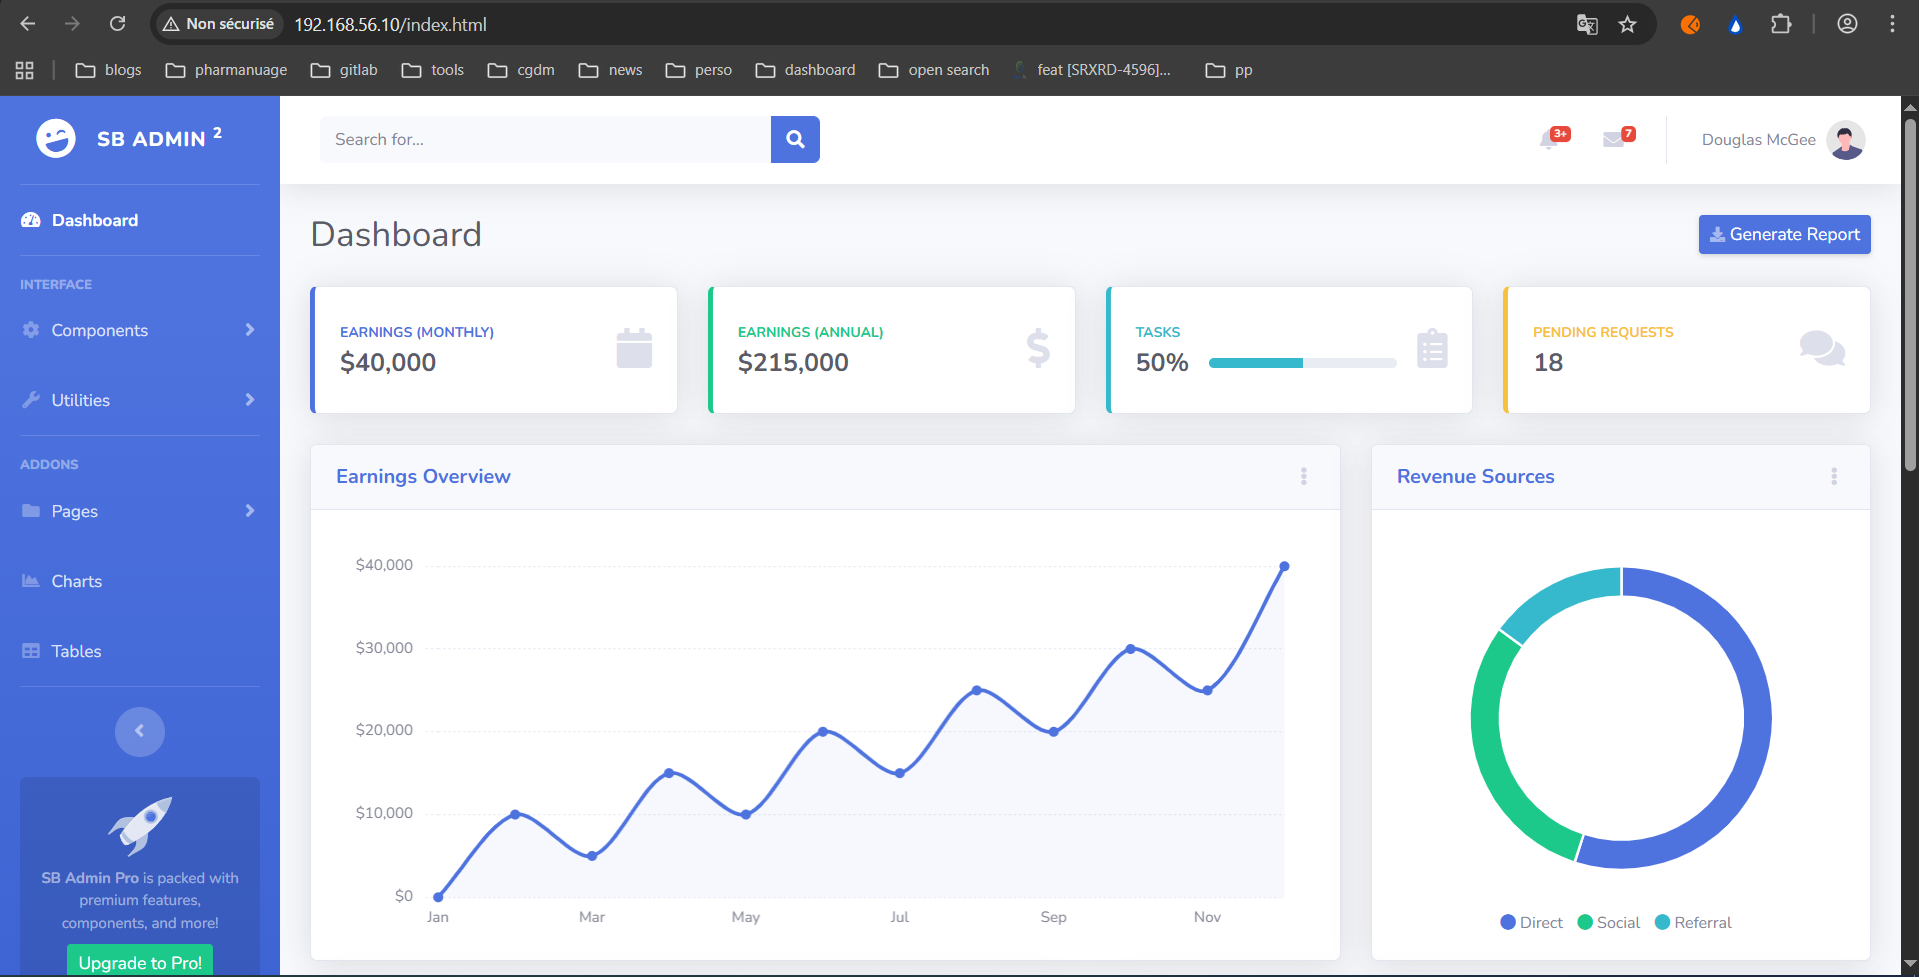 Non sécurisé 192.168.56.10/index.html
blogs pharmanuage gitlab tools cgdm news perso dashboard open search feat [SRXRD-4596]... pp
SB ADMIN 2
Search for...
3+ 7 Douglas McGee
Dashboard
INTERFACE
Components
Utilities
ADDONS
Pages
Charts
Tables
SB Admin Pro is packed with
premium features,
components, and more!
Upgrade to Pro!
Dashboard
Generate Report
EARNINGS (MONTHLY)
$40,000
EARNINGS (ANNUAL)
$215,000
TASKS
50%
PENDING REQUESTS
18
Earnings Overview
$40,000
$30,000
$20,000
$10,000
$0
Jan Mar May Jul Sep Nov
Revenue Sources
Direct Social Referral